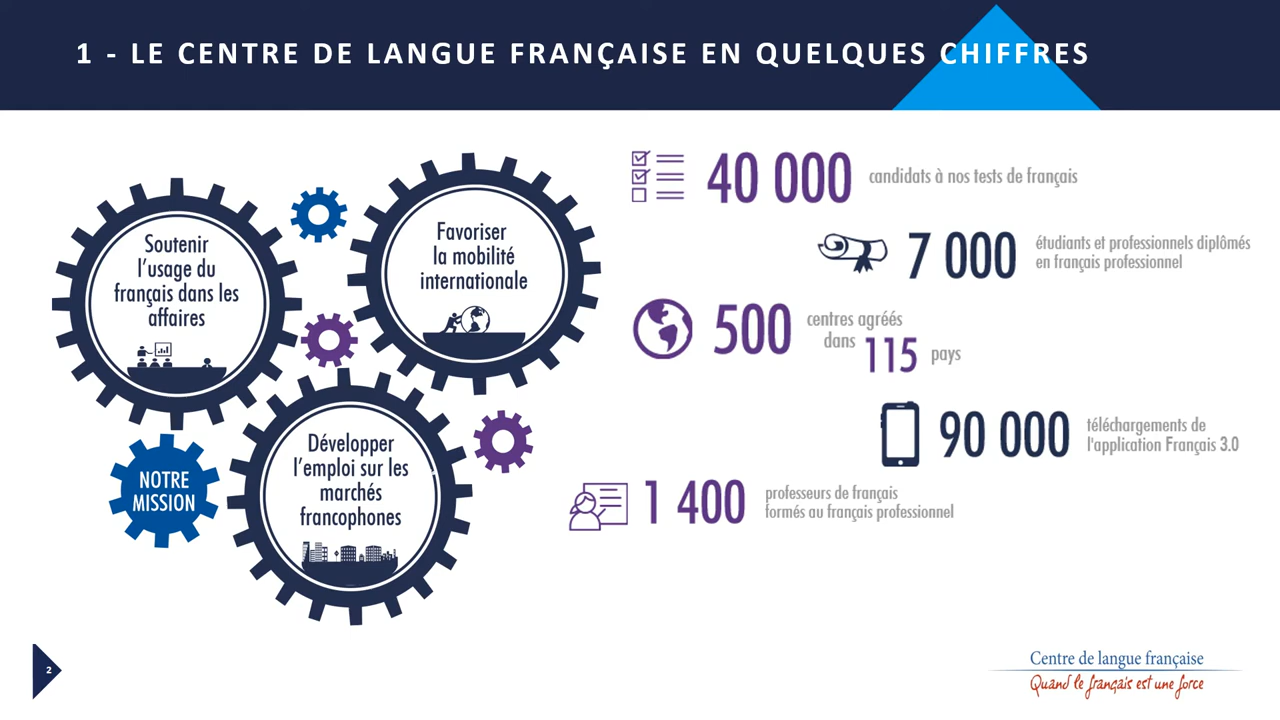 1 - LE CENTRE DE LANGUE FRANÇAISE EN QUELQUES CHIFFRES
Soutenir
l'usage du
français dans les
affaires
Favoriser
la mobilité
internationale
Développer
l'emploi sur les
marchés
francophones
NOTRE
MISSION
40 000
candidats à nos tests de français
7 000
étudiants et professionnels diplômés
en français professionnel
500
centres agréés
dans 115 pays
90 000
téléchargements de
l'application Français 3.0
1 400
professeurs de français
formés au français professionnel
2
Centre de langue française
Quand le français est une force